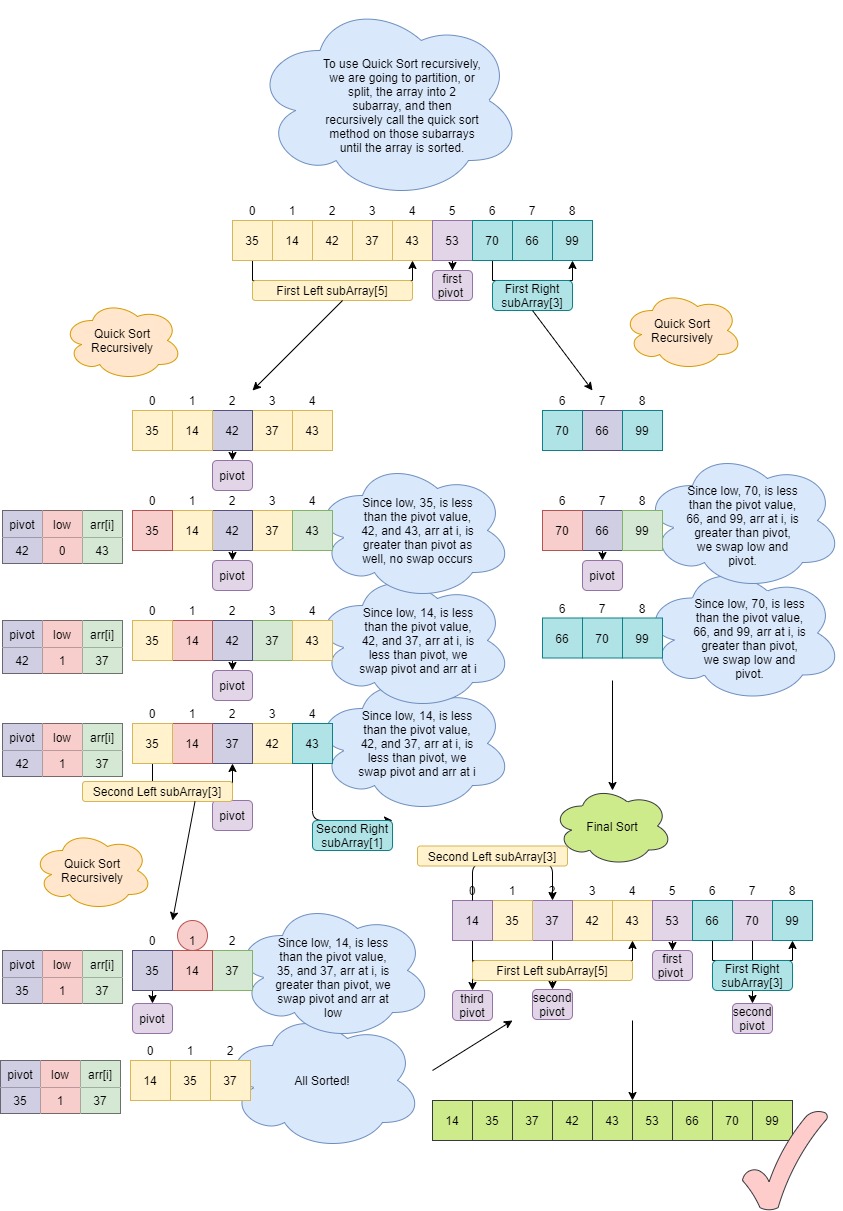 To use Quick Sort recursively,
we are going to partition, or
split, the array into 2
subarray, and then
recursively call the quick sort
method on those subarrays
until the array is sorted.
0 1 2 3 4 5 6 7 8
35 14 42 37 43 53 70 66 99
First Left subArray[5]
first
pivot
First Right
subArray[3]
Quick Sort
Recursively
Quick Sort
Recursively
0 1 2 3 4
35 14 42 37 43
pivot
6 7 8
70 66 99
pivot low arr[i]
42 0 43
0 1 2 3 4
35 14 42 37 43
pivot
Since low, 35, is less
than the pivot value,
42, and 43, arr at i, is
greater than pivot as
well, no swap occurs
6 7 8
70 66 99
pivot
Since low, 70, is less
than the pivot value,
66, and 99, arr at i, is
greater than pivot,
we swap low and
pivot.
pivot low arr[i]
42 1 37
0 1 2 3 4
35 14 42 37 43
pivot
Since low, 14, is less
than the pivot value,
42, and 37, arr at i, is
less than pivot, we
swap pivot and arr at i
6 7 8
66 70 99
Since low, 70, is less
than the pivot value,
66, and 99, arr at i, is
greater than pivot,
we swap low and
pivot.
pivot low arr[i]
42 1 37
0 1 2 3 4
35 14 37 42 43
Second Left subArray[3]
pivot
Second Right
subArray[1]
Since low, 14, is less
than the pivot value,
42, and 37, arr at i, is
less than pivot, we
swap pivot and arr at i
Quick Sort
Recursively
Final Sort
pivot low arr[i]
35 1 37
0 1 2
35 14 37
pivot
Since low, 14, is less
than the pivot value,
35, and 37, arr at i, is
greater than pivot, we
swap pivot and arr at
low
Second Left subArray[3]
0 1 2 3 4 5 6 7 8
14 35 37 42 43 53 66 70 99
First Left subArray[5]
first
pivot
First Right
subArray[3]
third
pivot
second
pivot
second
pivot
pivot low arr[i]
35 1 37
0 1 2
14 35 37
All Sorted!
14 35 37 42 43 53 66 70 99